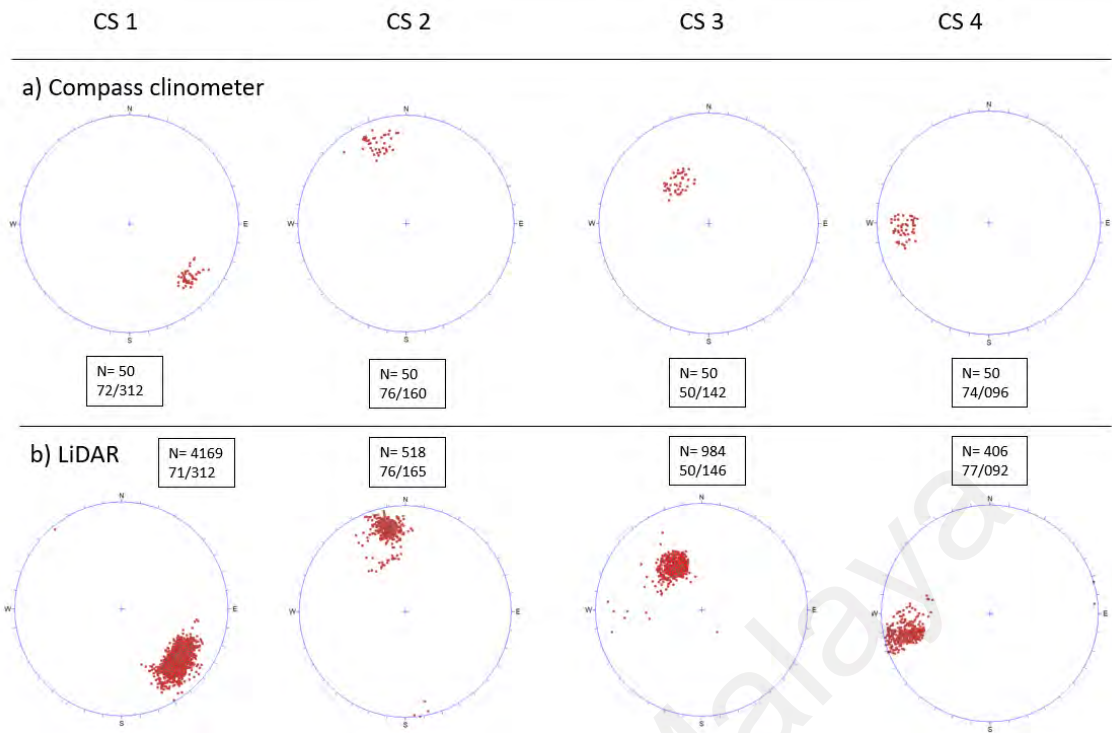 CS 1 CS 2 CS 3 CS 4
a) Compass clinometer
N N N N
W E W E W E W E
S S S S
N= 50 N= 50 N= 50 N= 50
72/312 76/160 50/142 74/096
b) LiDAR
N= 4169 N= 518 N= 984 N= 406
71/312 76/165 50/146 77/092
N N N N
W E W E W E W E
S S S S
Malaya